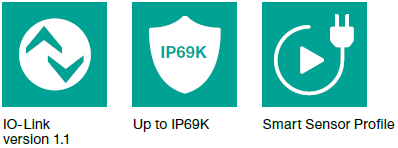 IP69K
IO-Link
version 1.1
Up to IP69K
Smart Sensor Profile